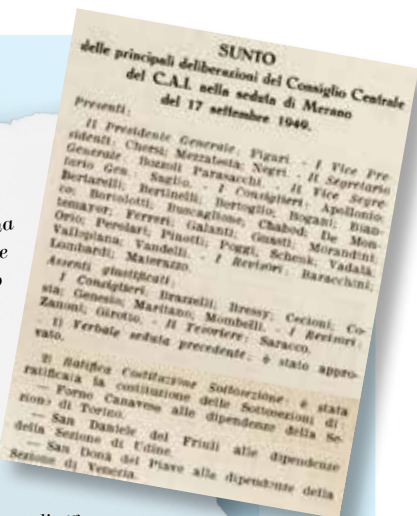 SUNTO
delle principali deliberazioni del Consiglio Centrale
del C.A.I. nella seduta di Merano
del 17 settembre 1949.
Presenti:
Il Presidente Generale: Figari. - I Vice Pre-
sidenti: Chersi; Mezzatesta; Negri. - Il Segretario
Generale: Bozzoli Parasacchi. - Il Vice Segre-
tario Gen.: Saglio. - I Consiglieri: Apollonio;
Bertarelli; Bertinelli; Bertoglio; Bogani; Bian-
co; Bortolotti; Buscaglione; Chabod; De Mon-
temayor; Ferreri; Galanti; Guasti; Morandini;
Orio; Perolari; Pinotti; Poggi; Schenk; Vadalà;
Vallepiana; Vandelli. - I Revisori: Baracchini;
Lombardi; Materazzo.
Assenti giustificati:
I Consiglieri: Brazzelli; Bressy; Cecioni; Co-
sta; Genesio; Maritano; Mombelli. - I Revisori:
Zanoni; Girotto. - Il Tesoriere: Saracco.
1) Verbale seduta precedente: è stato appro-
vato.
2) Ratifica Costituzione Sottosezione: è stata
ratificata la costituzione delle Sottosezioni di
— Forno Canavese alle dipendenze della Se-
zione di Torino.
— San Daniele del Friuli alle dipendenze
della Sezione di Udine.
— San Donà del Piave alle dipendenze della
Sezione di Venezia.